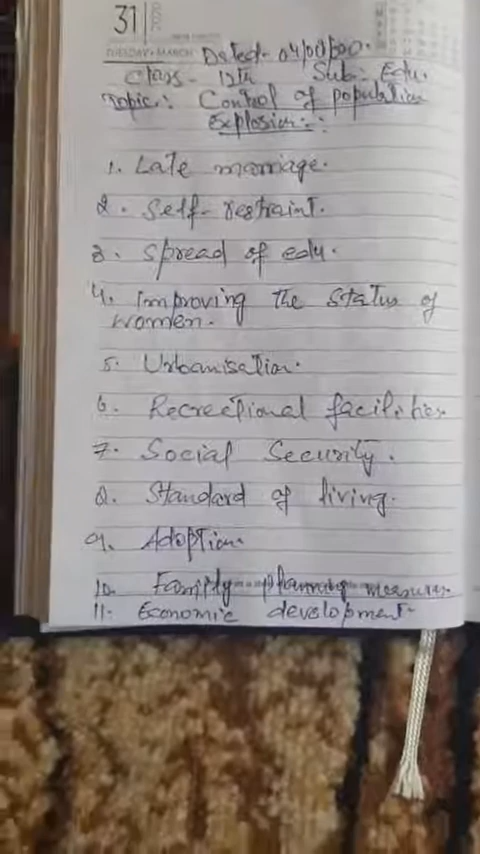 31
TUESDAY • MARCH Dated- 04/00/000.
Class- 12th Sub: Edu.
Topic: Control of population
Explosion:-
1. Late marriage.
2. Self- restraint.
3. Spread of edu.
4. Improving the status of
women.
5. Urbanisation.
6. Recreational facilities.
7. Social Security.
8. Standard of living.
9. Adoption.
10. Family planning measures.
11. Economic development.